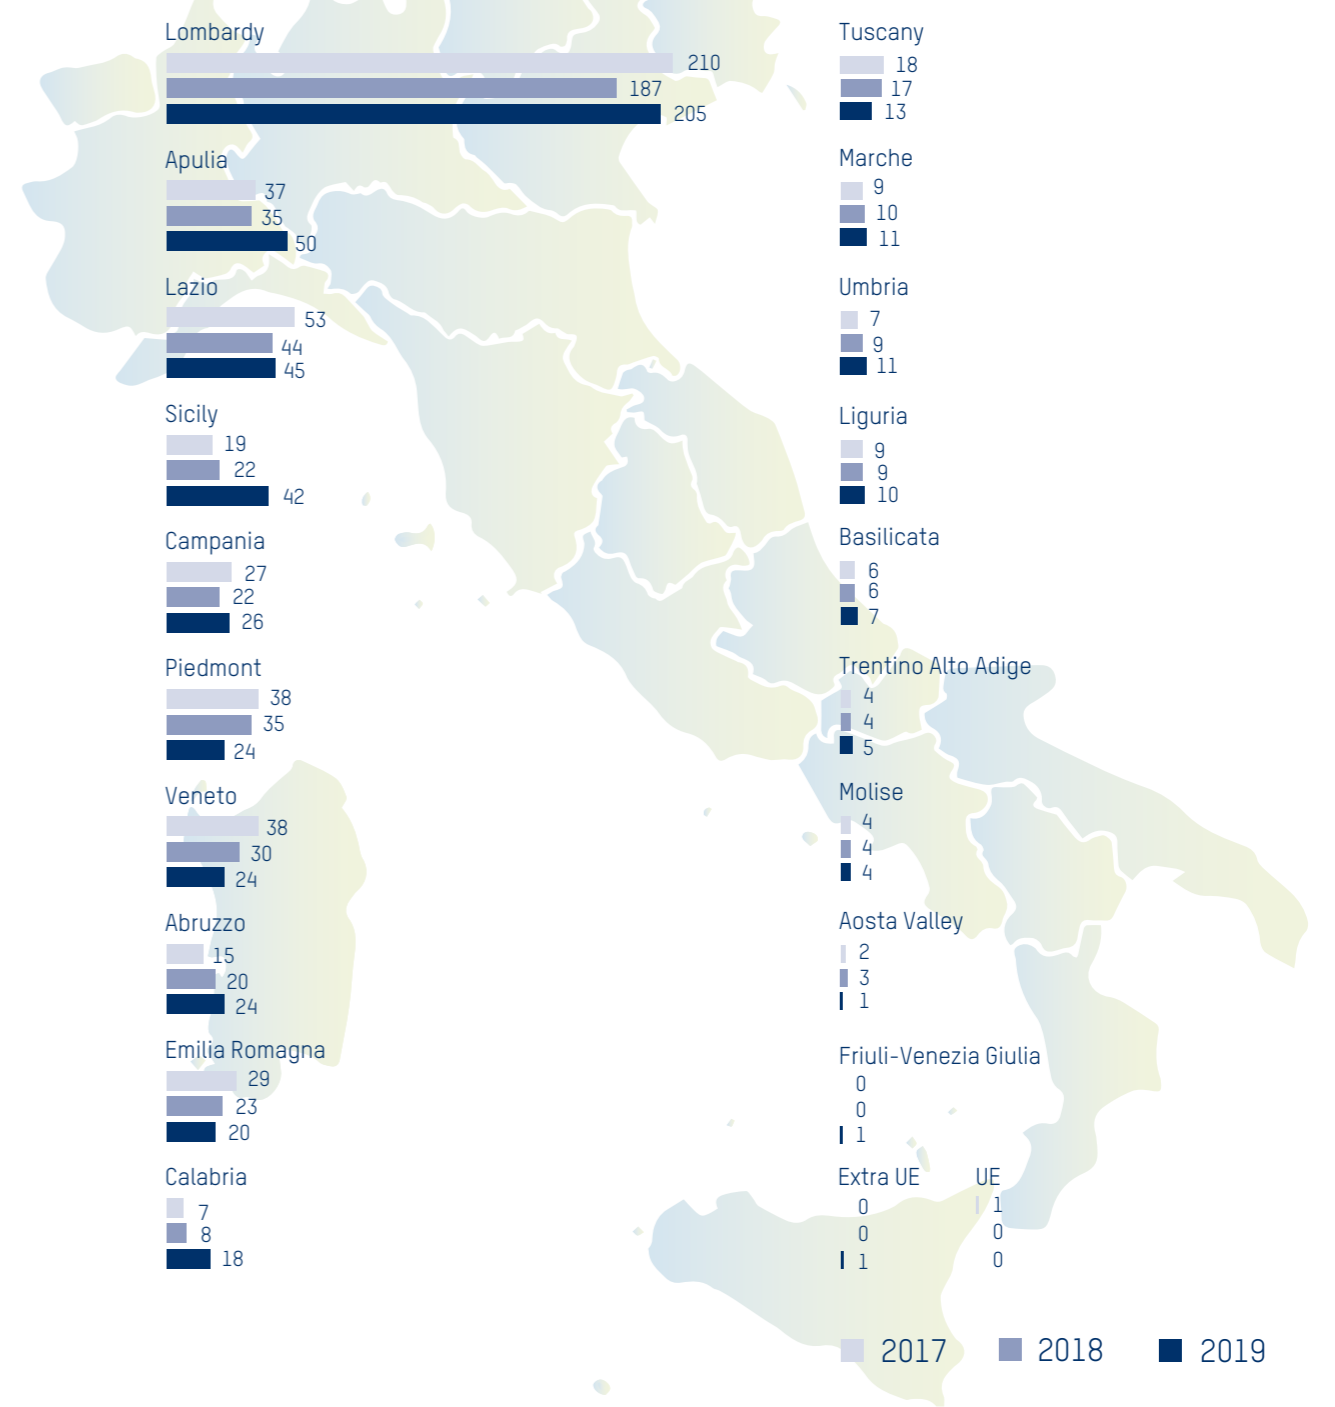 Lombardy
210
187
205
Apulia
37
35
50
Lazio
53
44
45
Sicily
19
22
42
Campania
27
22
26
Piedmont
38
35
24
Veneto
38
30
24
Abruzzo
15
20
24
Emilia Romagna
29
23
20
Calabria
7
8
18
Tuscany
18
17
13
Marche
9
10
11
Umbria
7
9
11
Liguria
9
9
10
Basilicata
6
6
7
Trentino Alto Adige
4
4
5
Molise
4
4
4
Aosta Valley
2
3
1
Friuli-Venezia Giulia
0
0
1
Extra UE
0
0
1
UE
1
0
0
2017 2018 2019